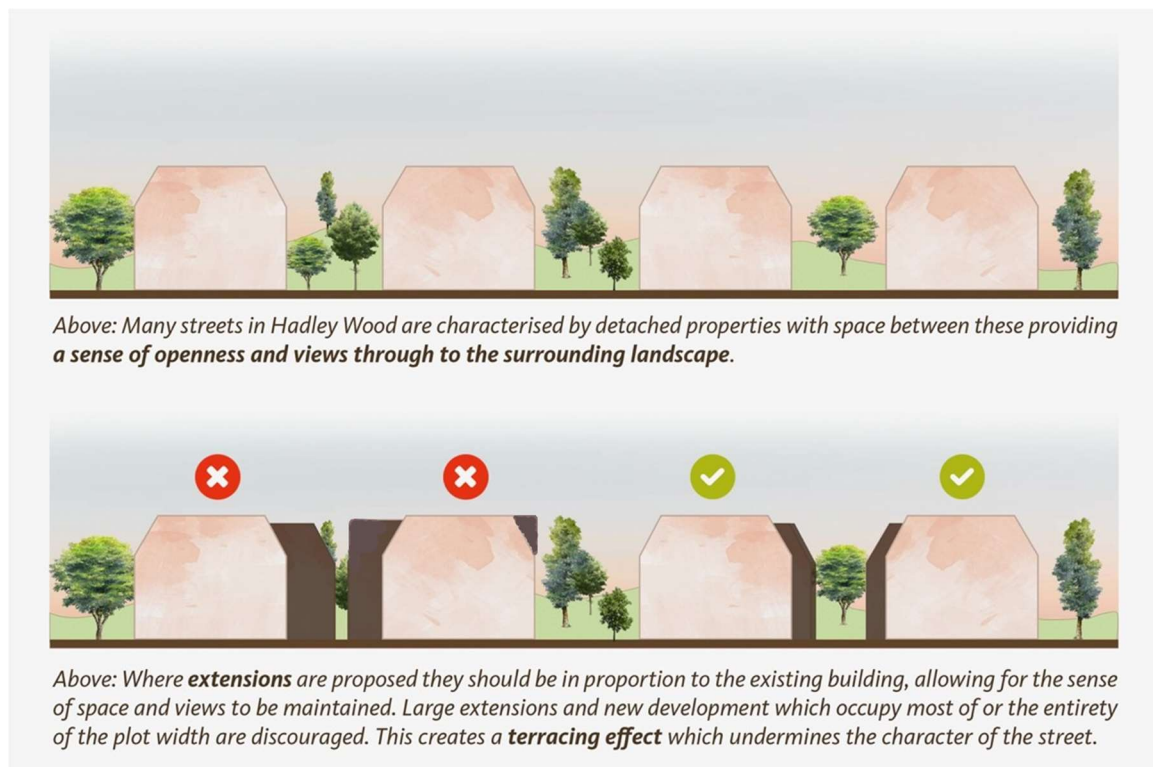 Above: Many streets in Hadley Wood are characterised by detached properties with space between these providing
a sense of openness and views through to the surrounding landscape.
Above: Where extensions are proposed they should be in proportion to the existing building, allowing for the sense
of space and views to be maintained. Large extensions and new development which occupy most of or the entirety
of the plot width are discouraged. This creates a terracing effect which undermines the character of the street.